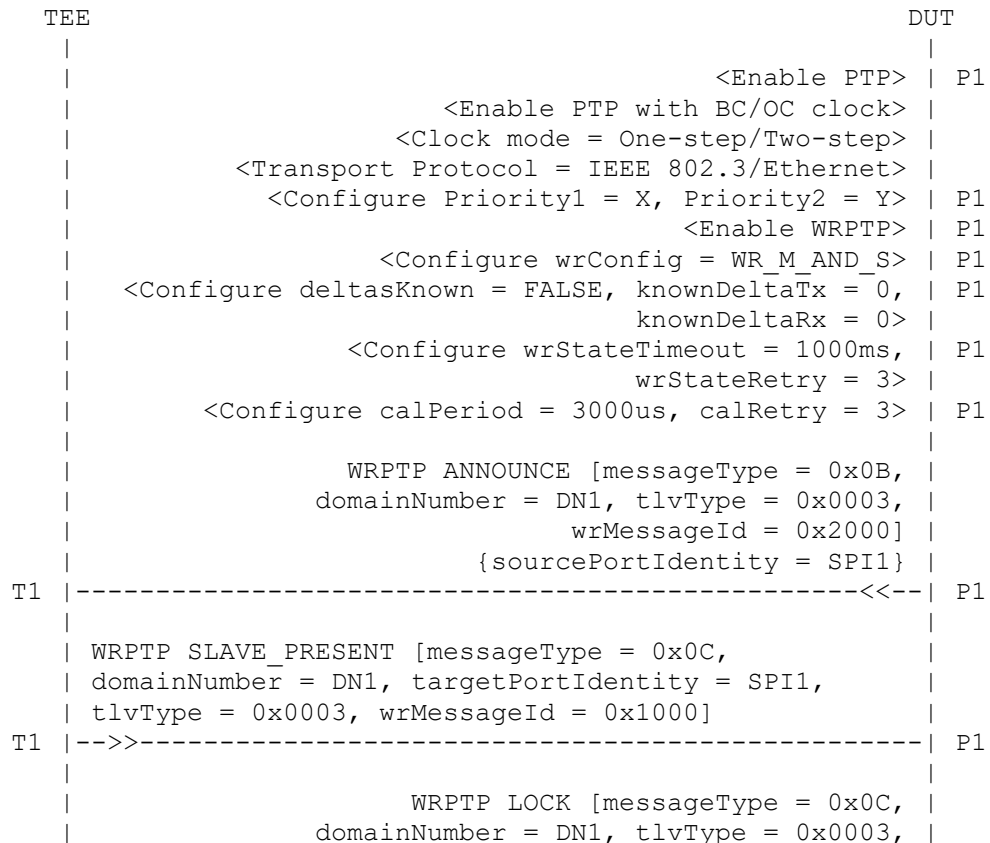 TEE DUT
| |
| <Enable PTP> | P1
| <Enable PTP with BC/OC clock> |
| <Clock mode = One-step/Two-step> |
| <Transport Protocol = IEEE 802.3/Ethernet> |
| <Configure Priority1 = X, Priority2 = Y> | P1
| <Enable WRPTP> | P1
| <Configure wrConfig = WR_M_AND_S> | P1
| <Configure deltasKnown = FALSE, knownDeltaTx = 0, | P1
| knownDeltaRx = 0> |
| <Configure wrStateTimeout = 1000ms, | P1
| wrStateRetry = 3> |
| <Configure calPeriod = 3000us, calRetry = 3> | P1
| |
| WRPTP ANNOUNCE [messageType = 0x0B, |
| domainNumber = DN1, tlvType = 0x0003, |
| wrMessageId = 0x2000] |
| {sourcePortIdentity = SPI1} |
T1 |-------------------------------------------------<<--| P1
| |
| WRPTP SLAVE_PRESENT [messageType = 0x0C, |
| domainNumber = DN1, targetPortIdentity = SPI1, |
| tlvType = 0x0003, wrMessageId = 0x1000] |
T1 |-->>-------------------------------------------------| P1
| |
| WRPTP LOCK [messageType = 0x0C, |
| domainNumber = DN1, tlvType = 0x0003, |